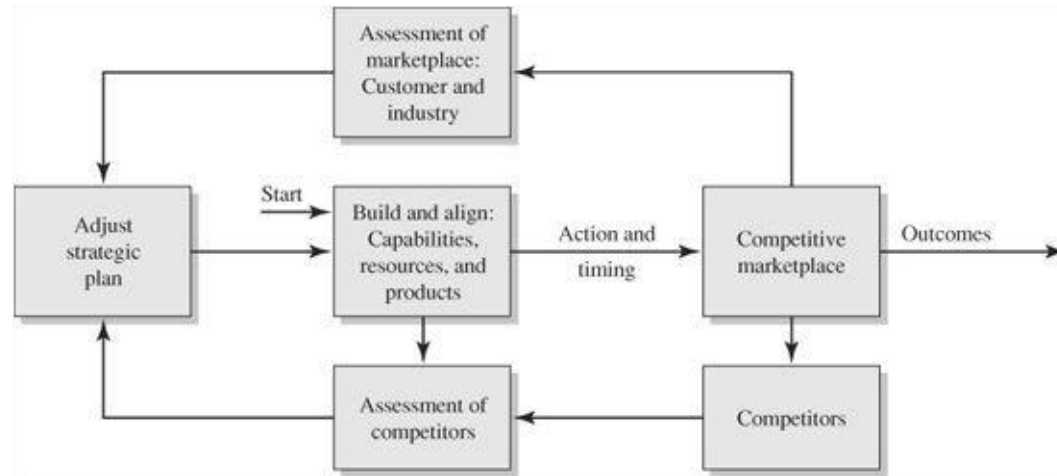 Assessment of
marketplace:
Customer and
industry
Start
Adjust
strategic
plan
Build and align:
Capabilities,
resources, and
products
Action and
timing
Competitive
marketplace
Outcomes
Assessment of
competitors
Competitors